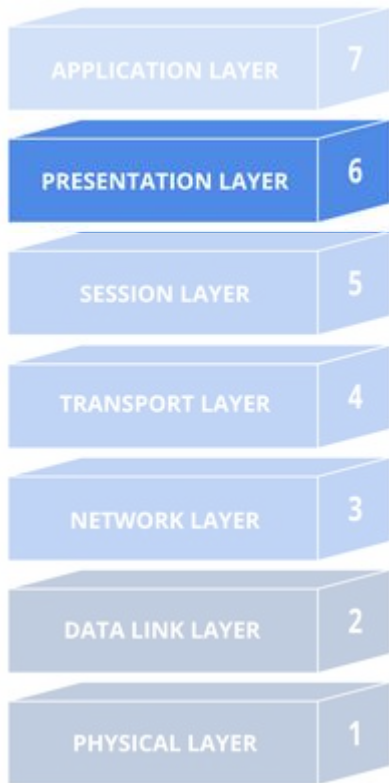 APPLICATION LAYER 7
PRESENTATION LAYER 6
SESSION LAYER 5
TRANSPORT LAYER 4
NETWORK LAYER 3
DATA LINK LAYER 2
PHYSICAL LAYER 1